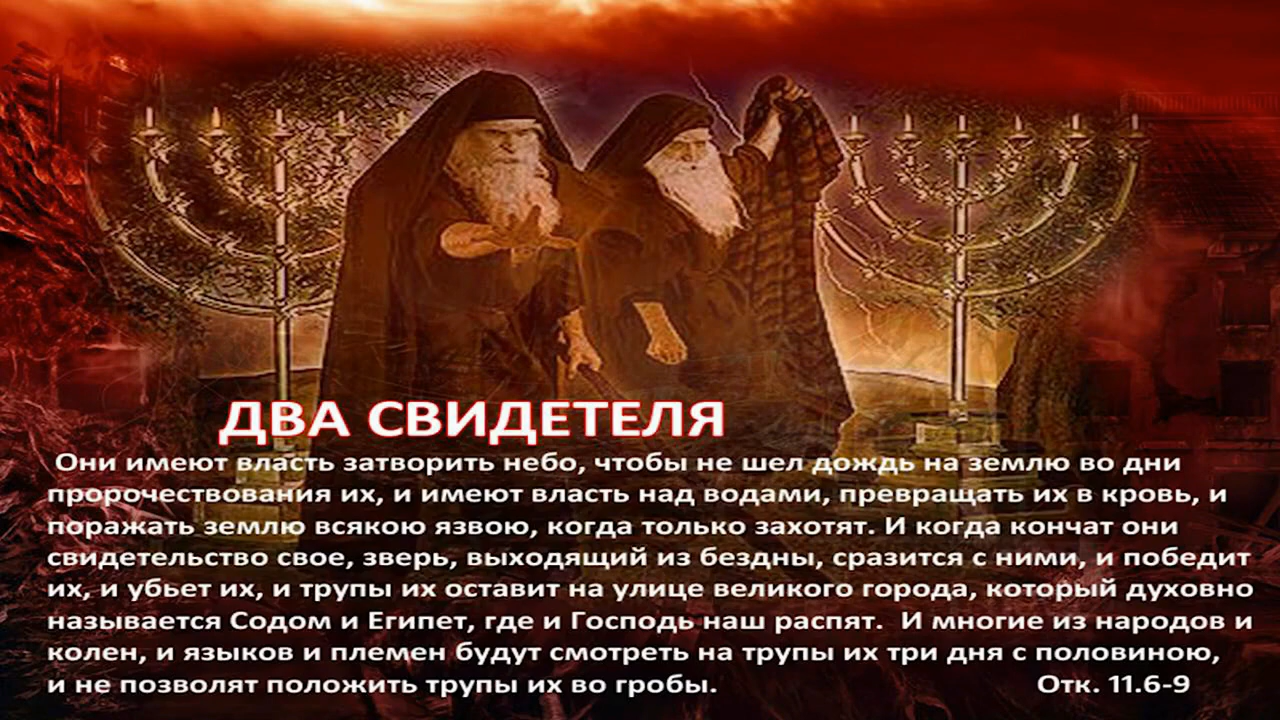 ДВА СВИДЕТЕЛЯ
Они имеют власть затворить небо, чтобы не шел дождь на землю во дни
пророчествования их, и имеют власть над водами, превращать их в кровь, и
поражать землю всякою язвою, когда только захотят. И когда кончат они
свидетельство свое, зверь, выходящий из бездны, сразится с ними, и победит
их, и убьет их, и трупы их оставит на улице великого города, который духовно
называется Содом и Египет, где и Господь наш распят. И многие из народов и
колен, и языков и племен будут смотреть на трупы их три дня с половиною,
и не позволят положить трупы их во гробы. Отк. 11.6-9